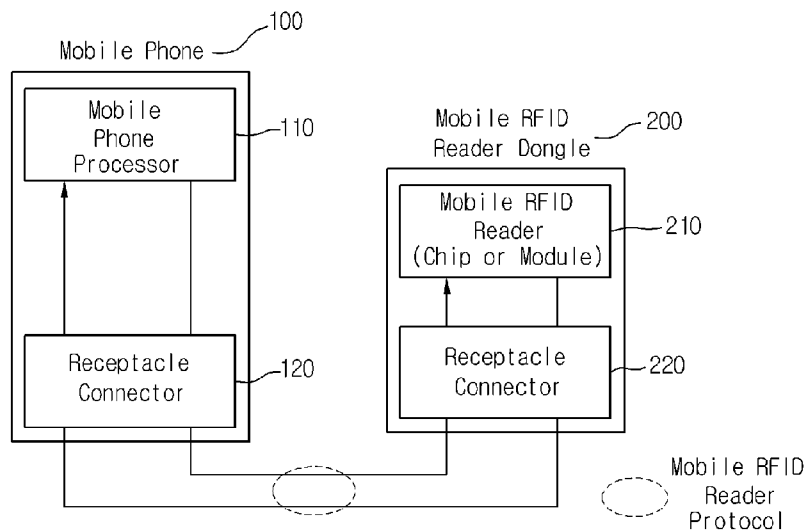 Mobile Phone
100
Mobile
Phone
Processor
110
Receptacle
Connector
120
Mobile RFID
Reader Dongle
200
Mobile RFID
Reader
(Chip or Module)
210
Receptacle
Connector
220
Mobile RFID
Reader
Protocol